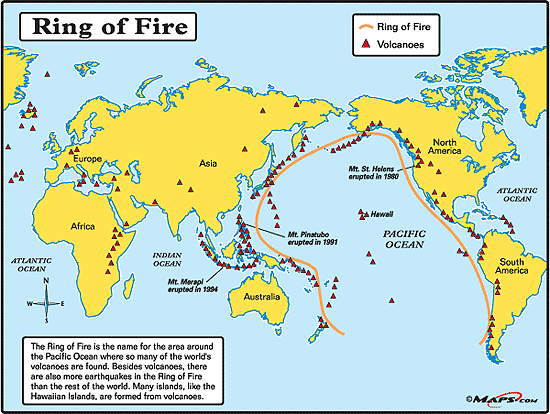 Ring of Fire
Ring of Fire
Volcanoes
Europe
Asia
North
America
Mt. St. Helens
erupted in 1980
ATLANTIC
OCEAN
Africa
Mt. Pinatubo
erupted in 1991
Hawaii
PACIFIC
OCEAN
ATLANTIC
OCEAN
INDIAN
OCEAN
South
America
Mt. Merapi
erupted in 1994
Australia
N
W
E
S
The Ring of Fire is the name for the area around
the Pacific Ocean where so many of the world's
volcanoes are found. Besides volcanoes, there
are also more earthquakes in the Ring of Fire
than the rest of the world. Many islands, like the
Hawaiian Islands, are formed from volcanoes.
©MAPS.COM